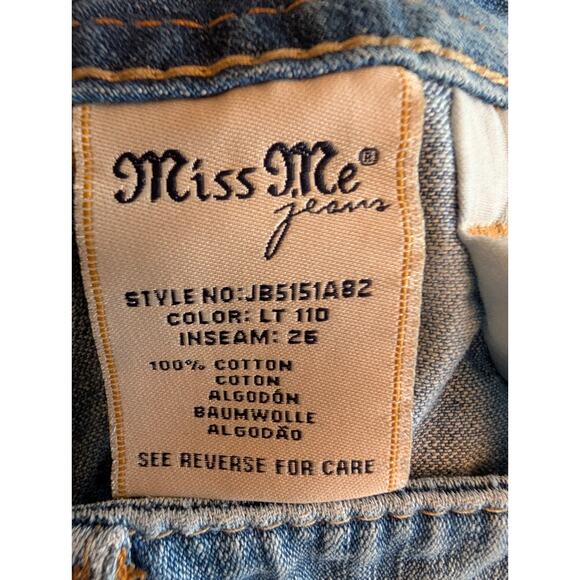 Miss Me®
jeans
STYLE NO:JB5151A82
COLOR: LT 110
INSEAM: 26
100% COTTON
COTON
ALGODÓN
BAUMWOLLE
ALGODÃO
SEE REVERSE FOR CARE